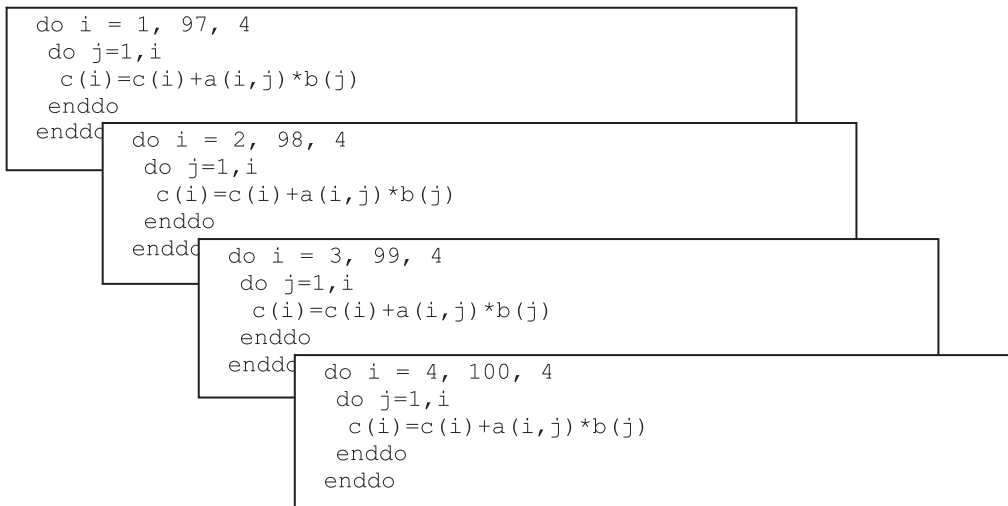 do i = 1, 97, 4
do j=1,i
c(i)=c(i)+a(i,j)*b(j)
enddo
enddo
do i = 2, 98, 4
do j=1,i
c(i)=c(i)+a(i,j)*b(j)
enddo
enddo
do i = 3, 99, 4
do j=1,i
c(i)=c(i)+a(i,j)*b(j)
enddo
enddo
do i = 4, 100, 4
do j=1,i
c(i)=c(i)+a(i,j)*b(j)
enddo
enddo